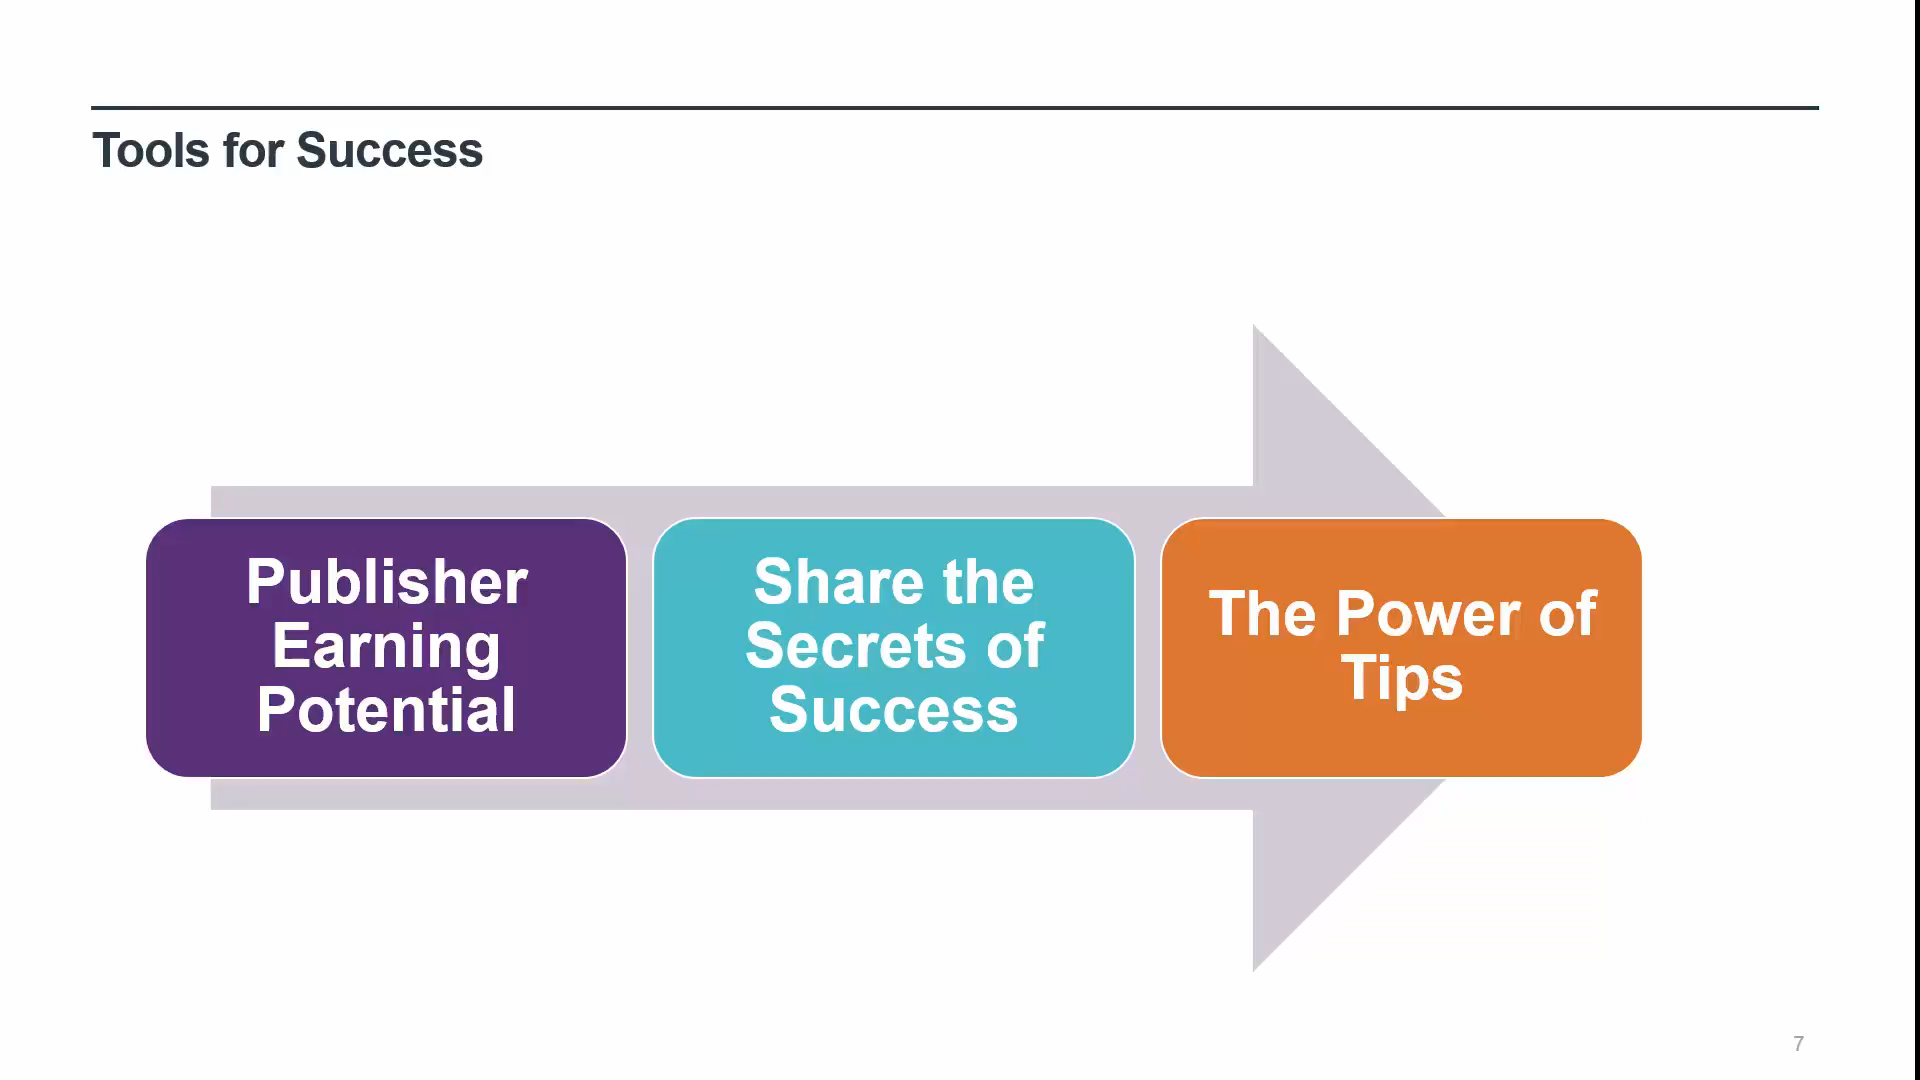 Tools for Success
Publisher
Earning
Potential
Share the
Secrets of
Success
The Power of
Tips
7